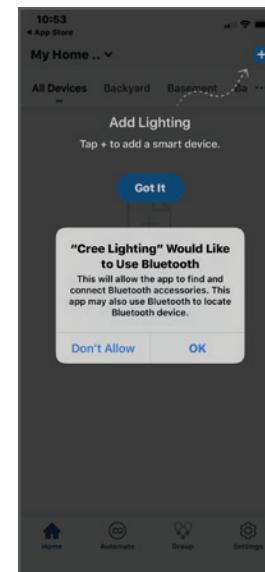 10:53
◀ App Store
My Home ..
All Devices Backyard Basement Ba ...
Add Lighting
Tap + to add a smart device.
Got It
“Cree Lighting” Would Like
to Use Bluetooth
This will allow the app to find and
connect Bluetooth accessories. This
app may also use Bluetooth to locate
Bluetooth device.
Don't Allow OK
Home Automate Group Settings